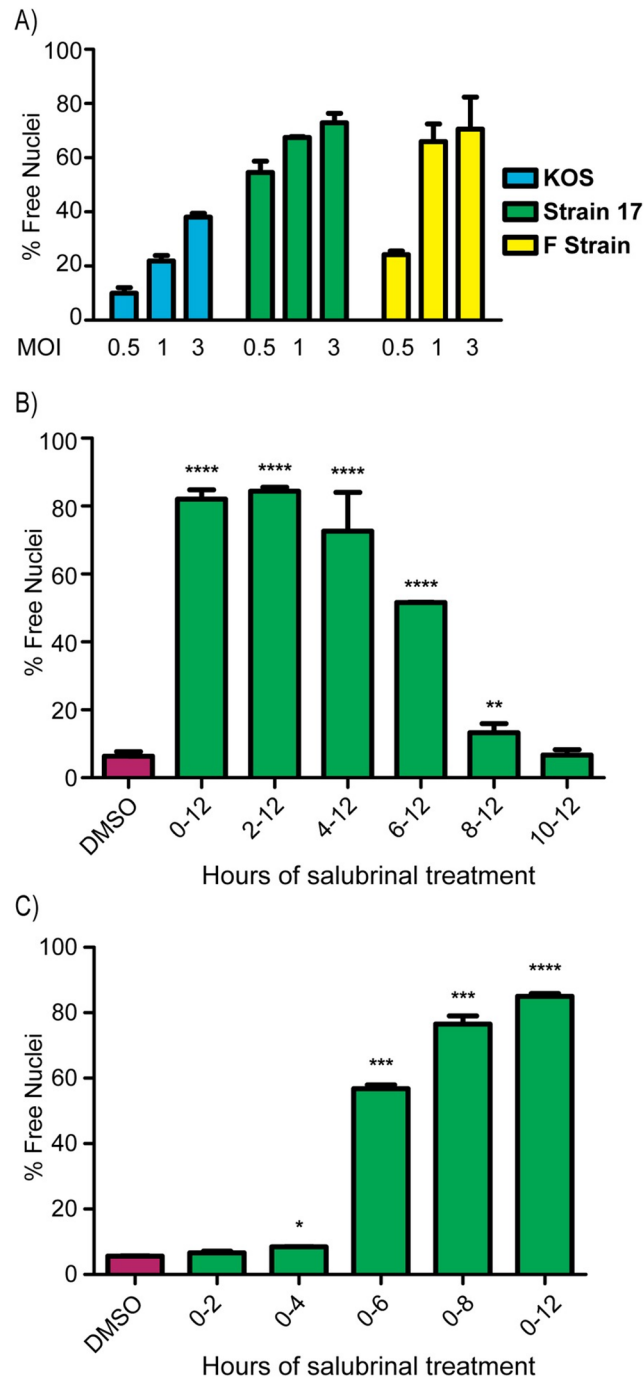 A)
100
80
60
40
20
0
% Free Nuclei
KOS
Strain 17
F Strain
MOI 0.5 1 3 0.5 1 3 0.5 1 3
B)
100
80
60
40
20
0
% Free Nuclei
**** **** **** **** **
DMSO 0-12 2-12 4-12 6-12 8-12 10-12
Hours of salubrinal treatment
C)
100
80
60
40
20
0
% Free Nuclei
* *** *** ****
DMSO 0-2 0-4 0-6 0-8 0-12
Hours of salubrinal treatment